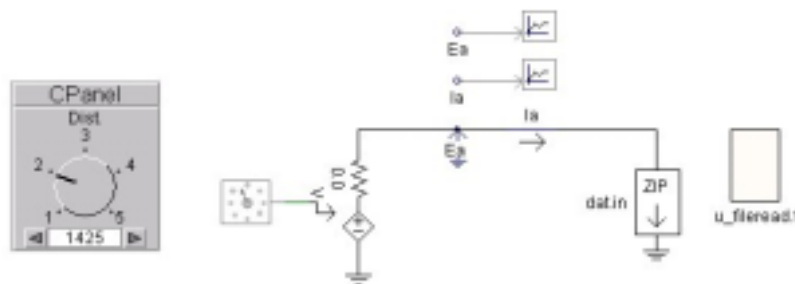 CPanel
Dist.
3
2
4
1
5
1425
Ea
Ia
Ia
Ea
0.0
V
ZIP
dat.in
u_fileread.f